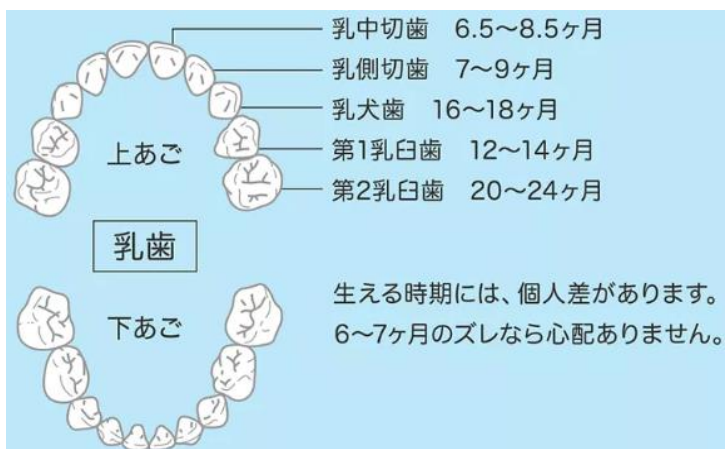 乳中切歯 6.5〜8.5ヶ月
乳側切歯 7〜9ヶ月
乳犬歯 16〜18ヶ月
第1乳臼歯 12〜14ヶ月
第2乳臼歯 20〜24ヶ月
上あご
乳歯
下あご
生える時期には、個人差があります。
6〜7ヶ月のズレなら心配ありません。